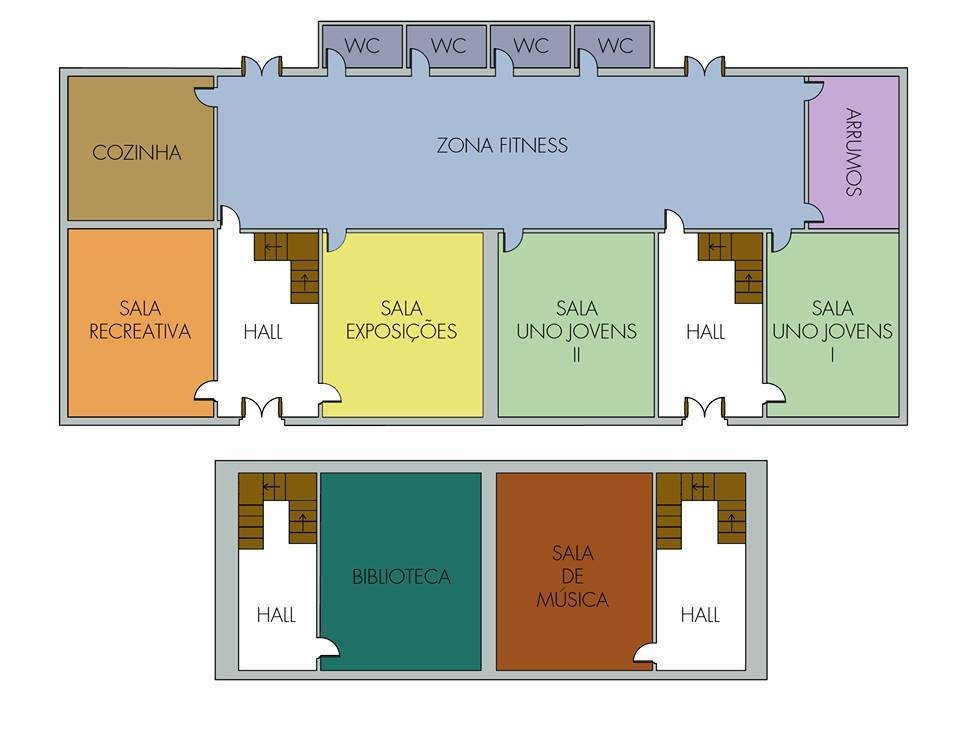 WC
WC
WC
WC
COZINHA
ZONA FITNESS
ARRUMOS
SALA
RECREATIVA
HALL
SALA
EXPOSIÇÕES
SALA
UNO JOVENS
II
HALL
SALA
UNO JOVENS
I
HALL
BIBLIOTECA
SALA
DE
MÚSICA
HALL